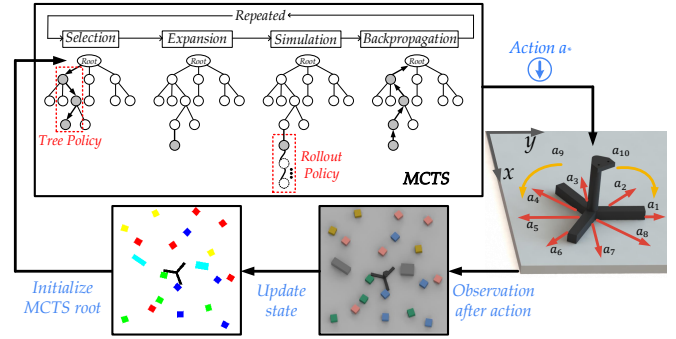 Repeated
Selection
Expansion
Simulation
Backpropagation
Root
Root
Root
Root
Tree Policy
Rollout
Policy
MCTS
Action a*
y
x
a9
a10
a3
a2
a4
a1
a5
a8
a6
a7
Initialize
MCTS root
Update
state
Observation
after action